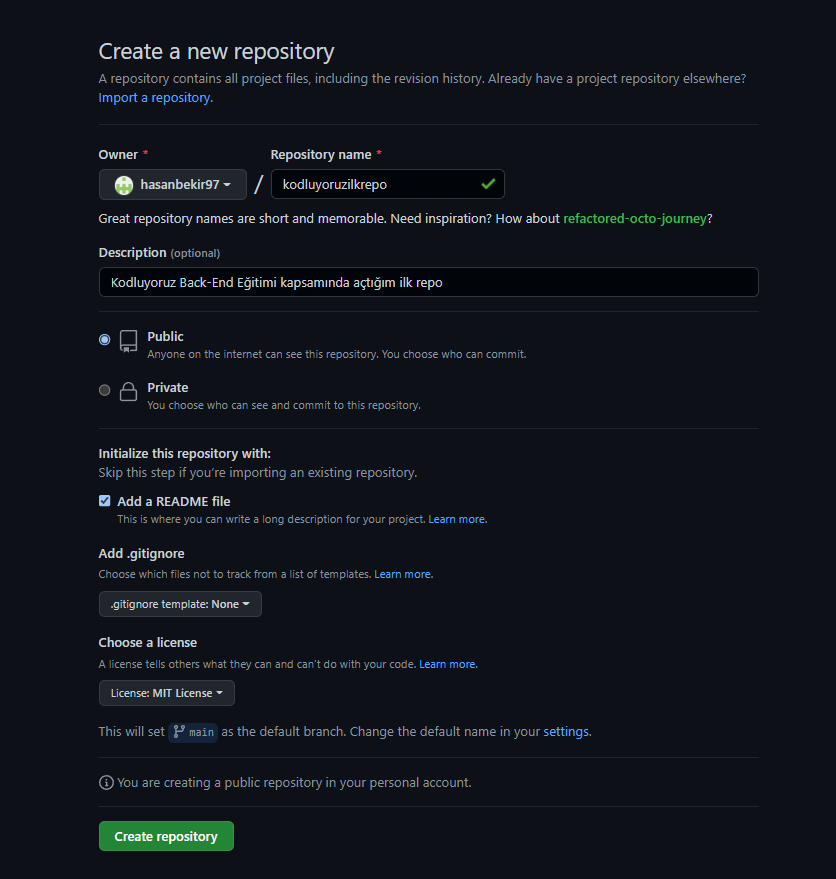 Create a new repository
A repository contains all project files, including the revision history. Already have a project repository elsewhere?
Import a repository.
Owner * Repository name *
hasanbekir97 / kodluyoruzilkrepo
Great repository names are short and memorable. Need inspiration? How about refactored-octo-journey?
Description (optional)
Kodluyoruz Back-End Eğitimi kapsamında açtığım ilk repo
Public
Anyone on the internet can see this repository. You choose who can commit.
Private
You choose who can see and commit to this repository.
Initialize this repository with:
Skip this step if you're importing an existing repository.
Add a README file
This is where you can write a long description for your project. Learn more.
Add .gitignore
Choose which files not to track from a list of templates. Learn more.
.gitignore template: None
Choose a license
A license tells others what they can and can't do with your code. Learn more.
License: MIT License
This will set main as the default branch. Change the default name in your settings.
You are creating a public repository in your personal account.
Create repository